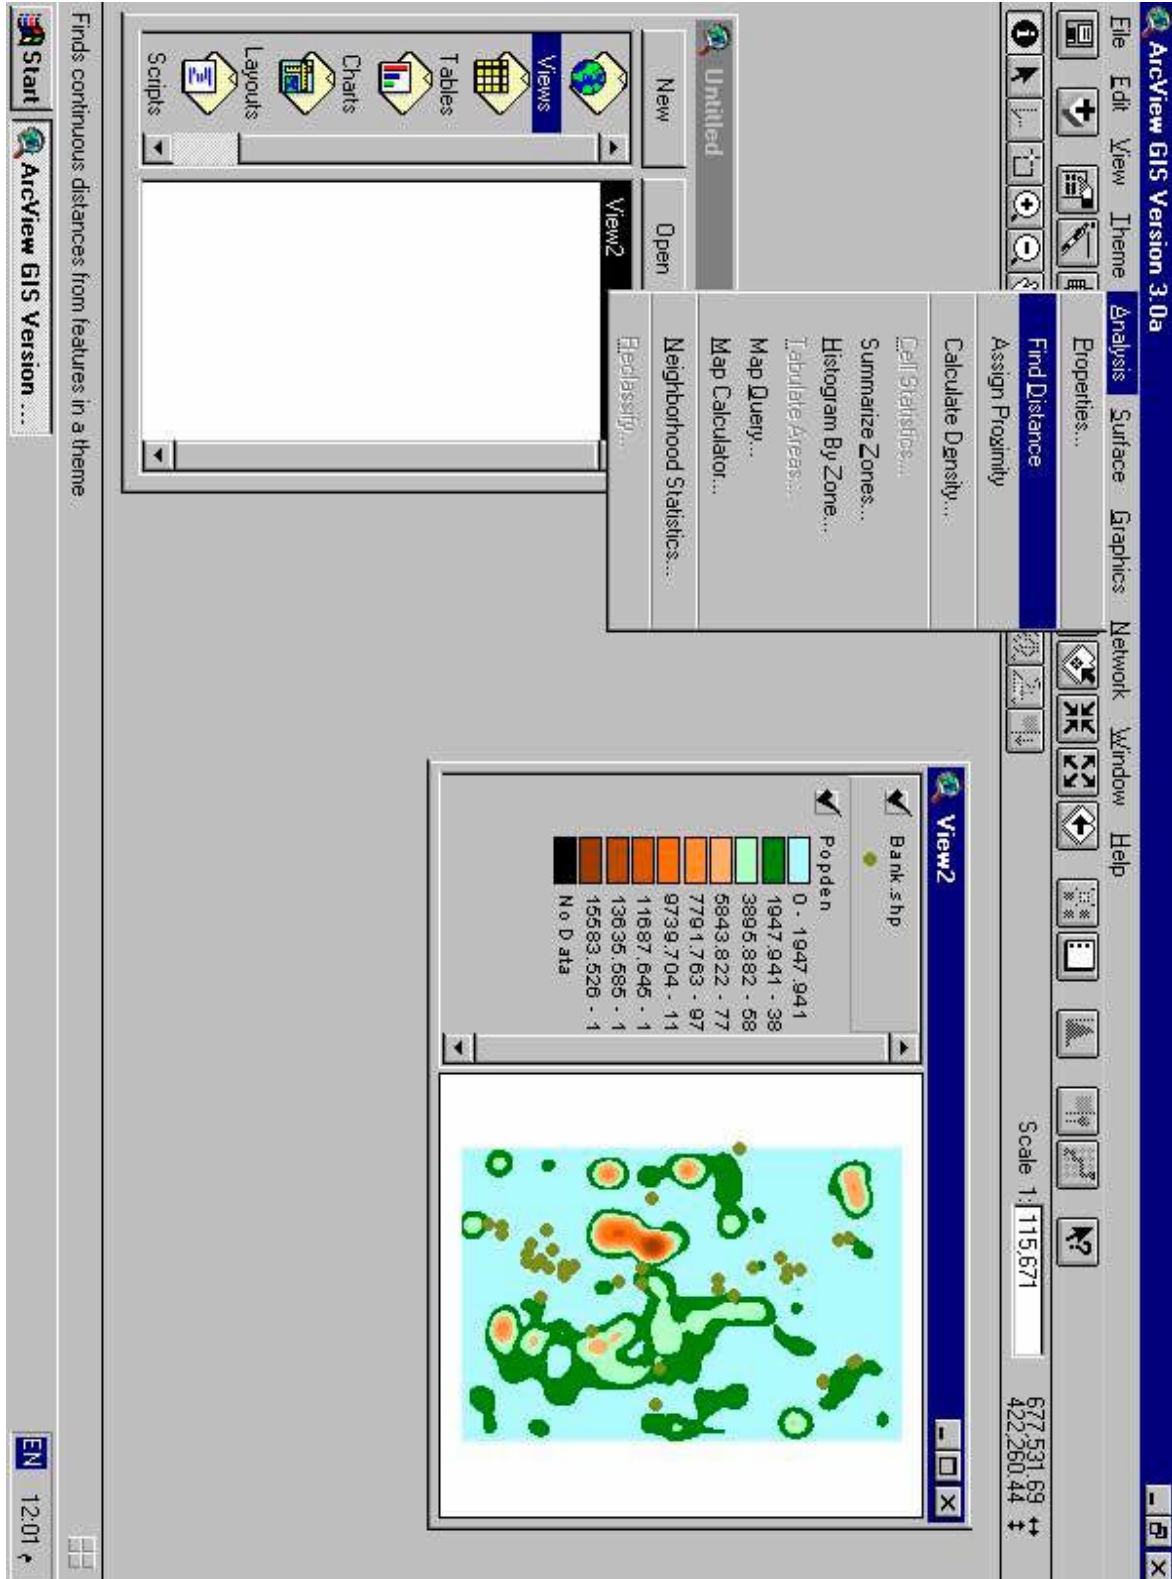 ArcView GIS Version 3.0a
File Edit View Theme Analysis Surface Graphics Network Window Help
Scale 1: 115,671
677,531.69
422,260.44
Properties...
Find Distance
Assign Proximity
Calculate Density...
Cell Statistics...
Summarize Zones...
Histogram By Zone...
Tabulate Areas...
Map Query...
Map Calculator...
Neighborhood Statistics...
Reclassify...
Untitled
New Open
Views
Tables
Charts
Layouts
Scripts
View2
View2
Bank.shp
Popden
0 - 1947.941
1947.941 - 38
3895.882 - 58
5843.822 - 77
7791.763 - 97
9739.704 - 11
11687.645 - 1
13635.585 - 1
15583.526 - 1
No Data
Finds continuous distances from features in a theme
Start ArcView GIS Version ... EN 12:01